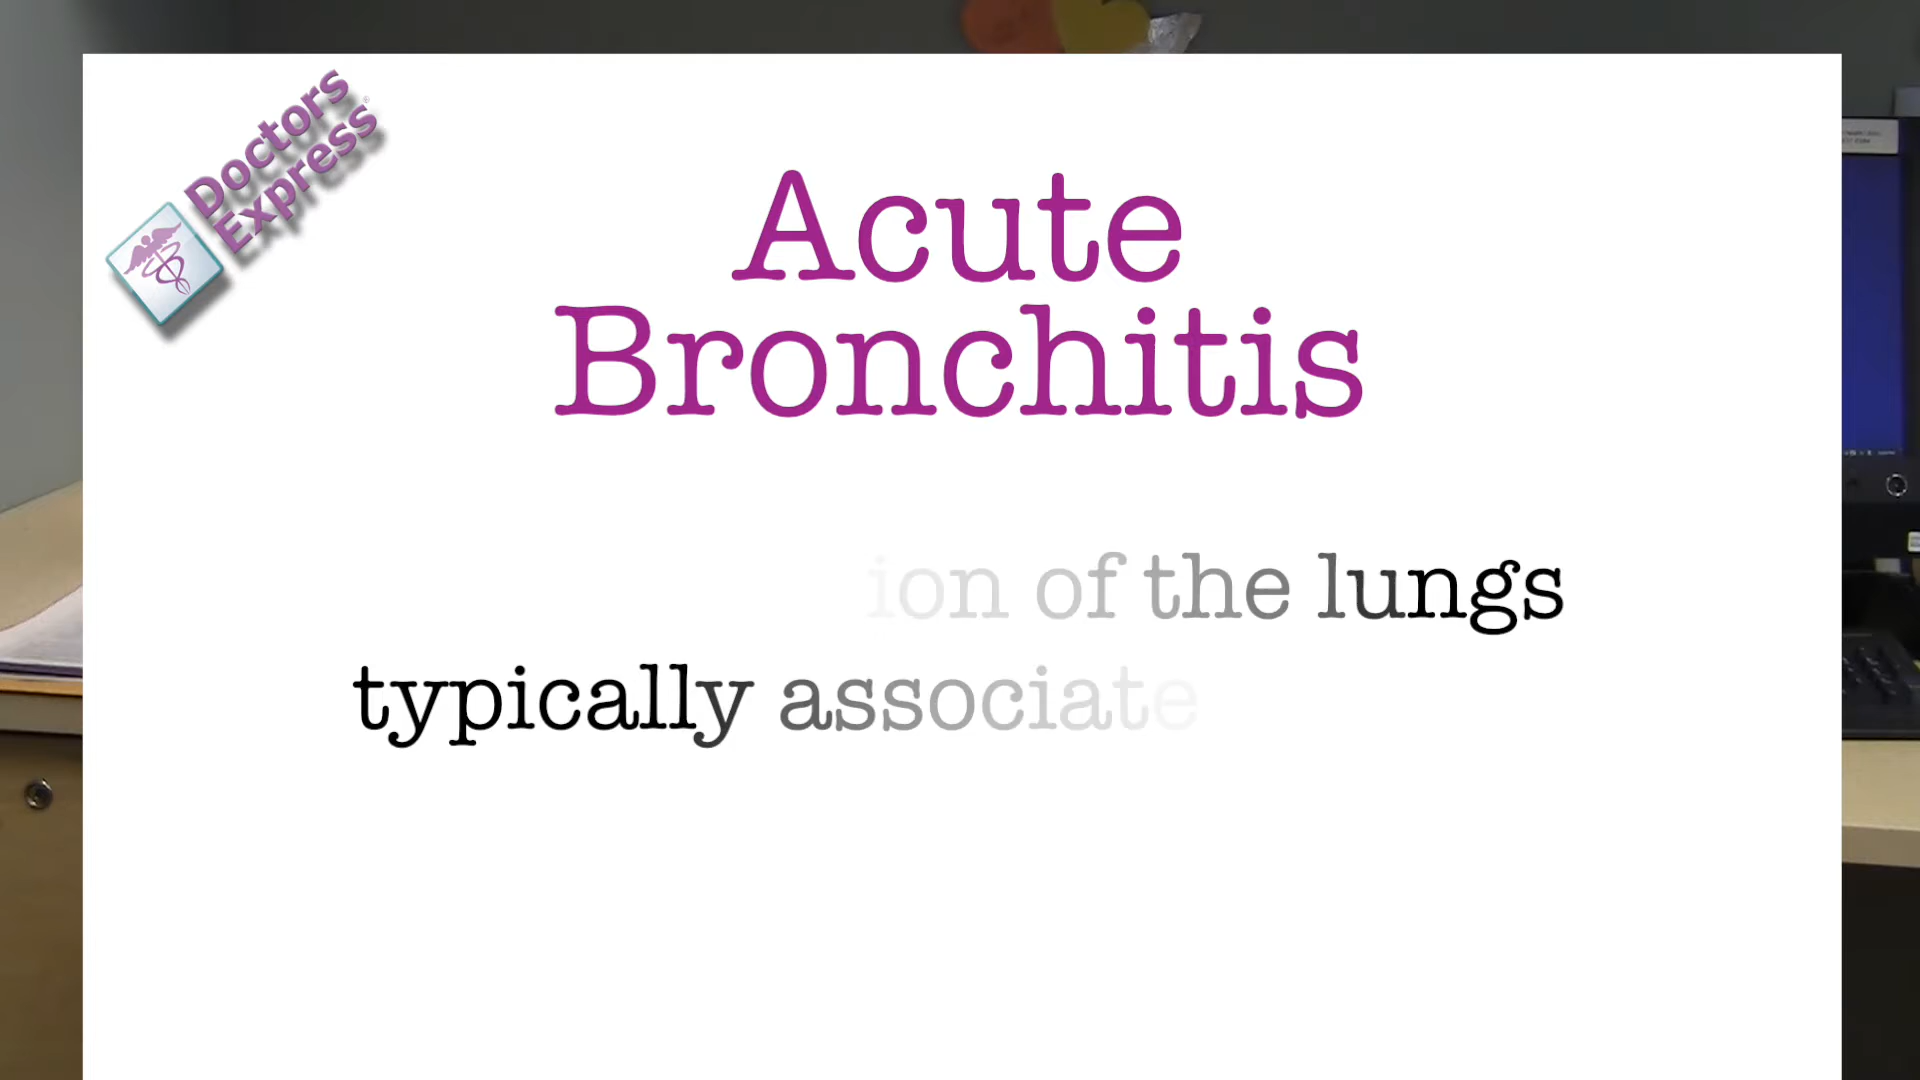 Doctors
Express
Acute
Bronchitis
ion of the lungs
typically associate